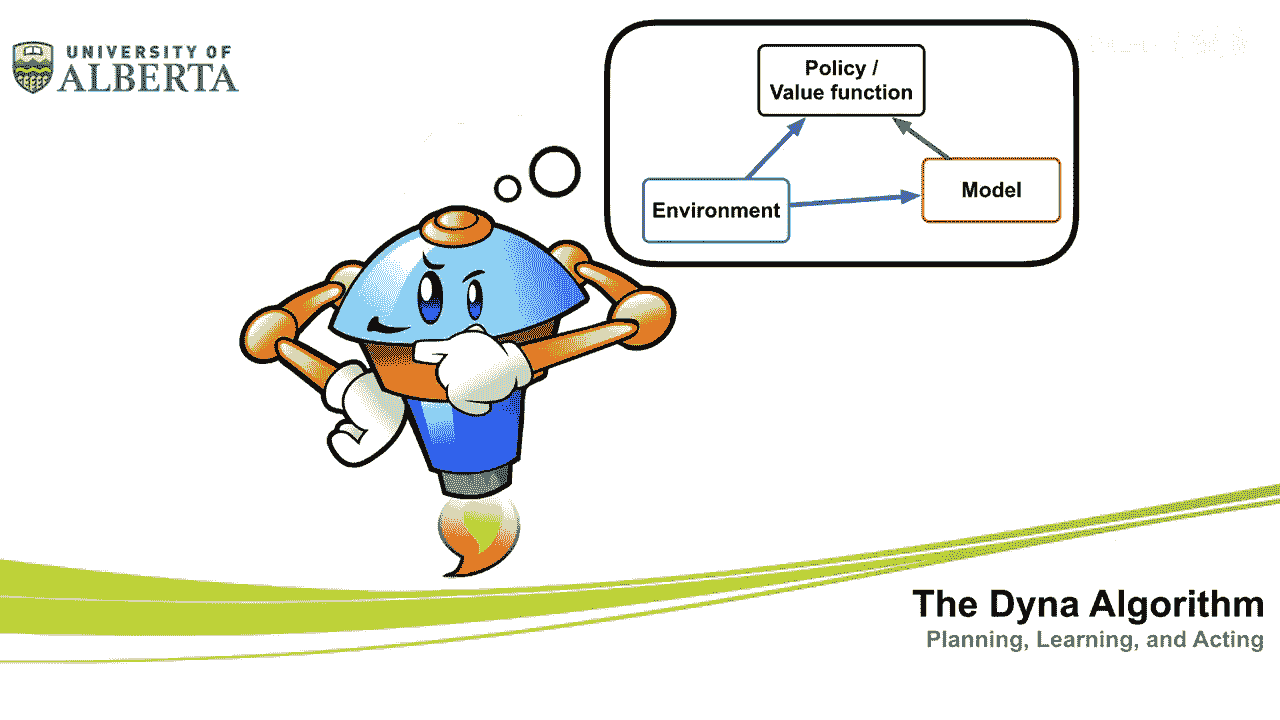 UNIVERSITY OF
ALBERTA
Policy /
Value function
Environment
Model
The Dyna Algorithm
Planning, Learning, and Acting